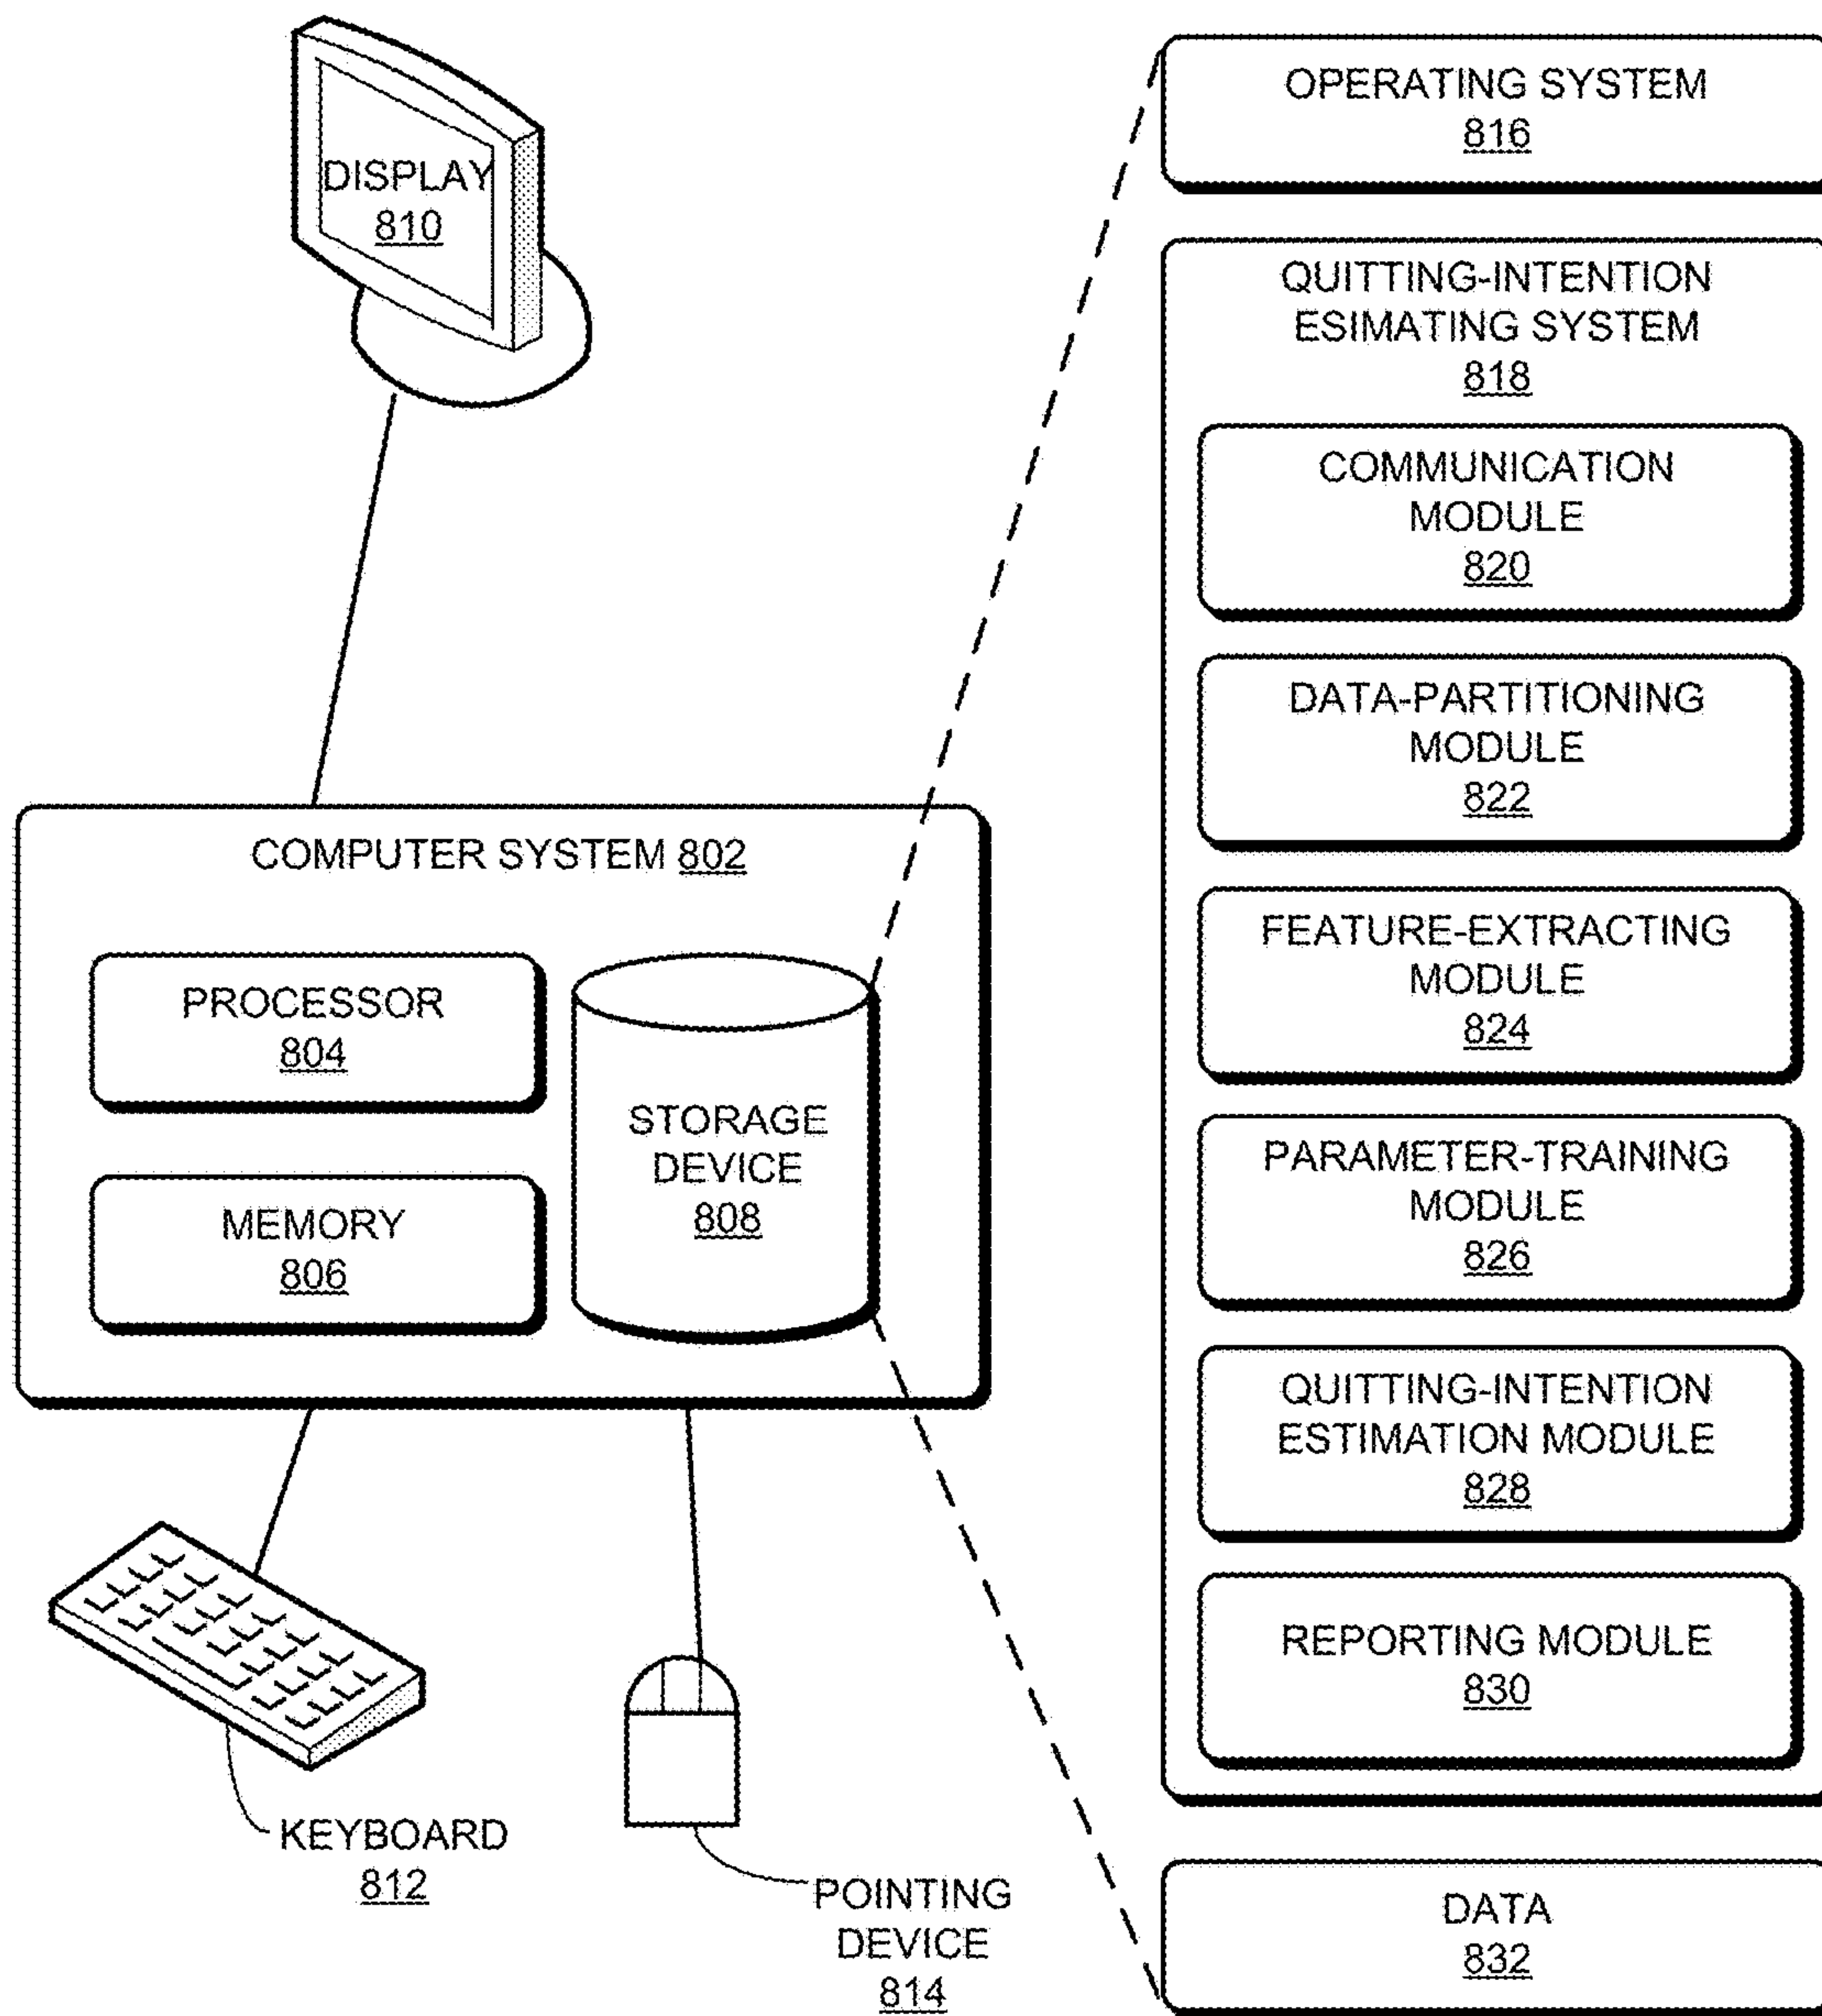 DISPLAY
810
COMPUTER SYSTEM 802
PROCESSOR
804
MEMORY
806
STORAGE
DEVICE
808
KEYBOARD
812
POINTING
DEVICE
814
OPERATING SYSTEM
816
QUITTING-INTENTION
ESIMATING SYSTEM
818
COMMUNICATION
MODULE
820
DATA-PARTITIONING
MODULE
822
FEATURE-EXTRACTING
MODULE
824
PARAMETER-TRAINING
MODULE
826
QUITTING-INTENTION
ESTIMATION MODULE
828
REPORTING MODULE
830
DATA
832